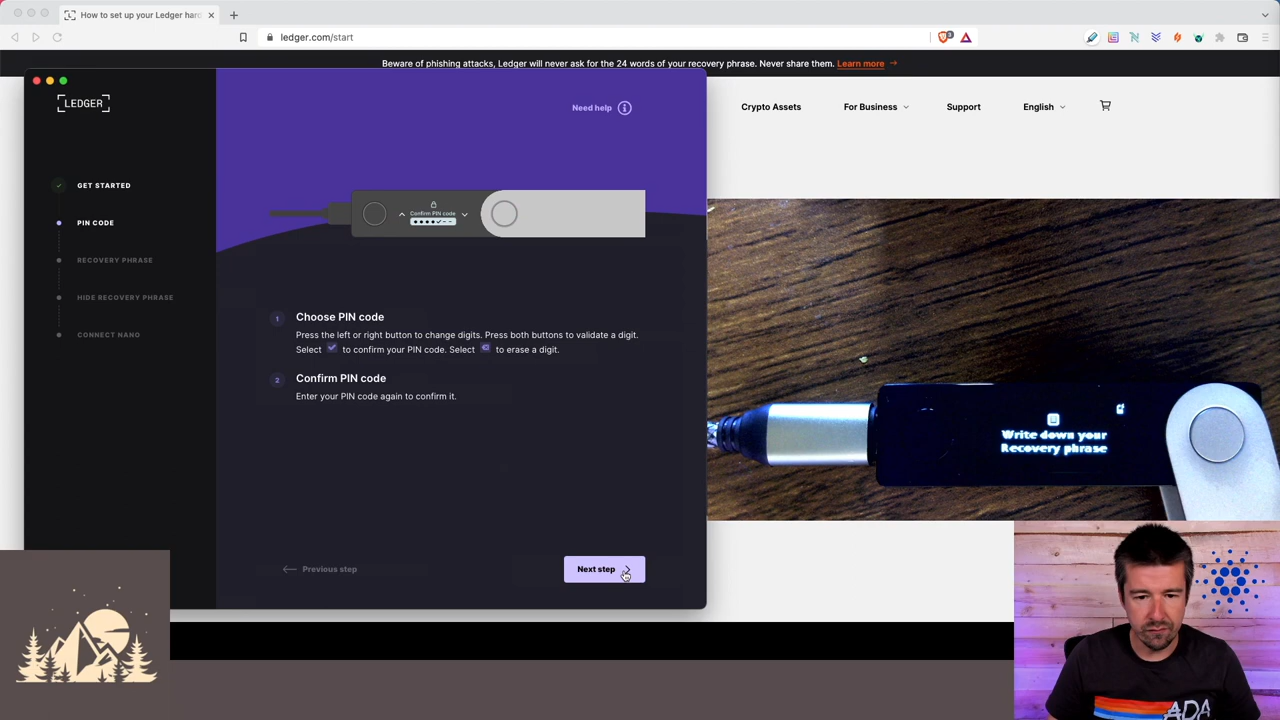 How to set up your Ledger hard
ledger.com/start
Beware of phishing attacks, Ledger will never ask for the 24 words of your recovery phrase. Never share them. Learn more →
LEDGER
Need help
Crypto Assets
For Business
Support
English
GET STARTED
PIN CODE
RECOVERY PHRASE
HIDE RECOVERY PHRASE
CONNECT NANO
Confirm PIN code
1
Choose PIN code
Press the left or right button to change digits. Press both buttons to validate a digit.
Select ✓ to confirm your PIN code. Select to erase a digit.
2
Confirm PIN code
Enter your PIN code again to confirm it.
← Previous step
Next step
Write down your
Recovery phrase
ADA